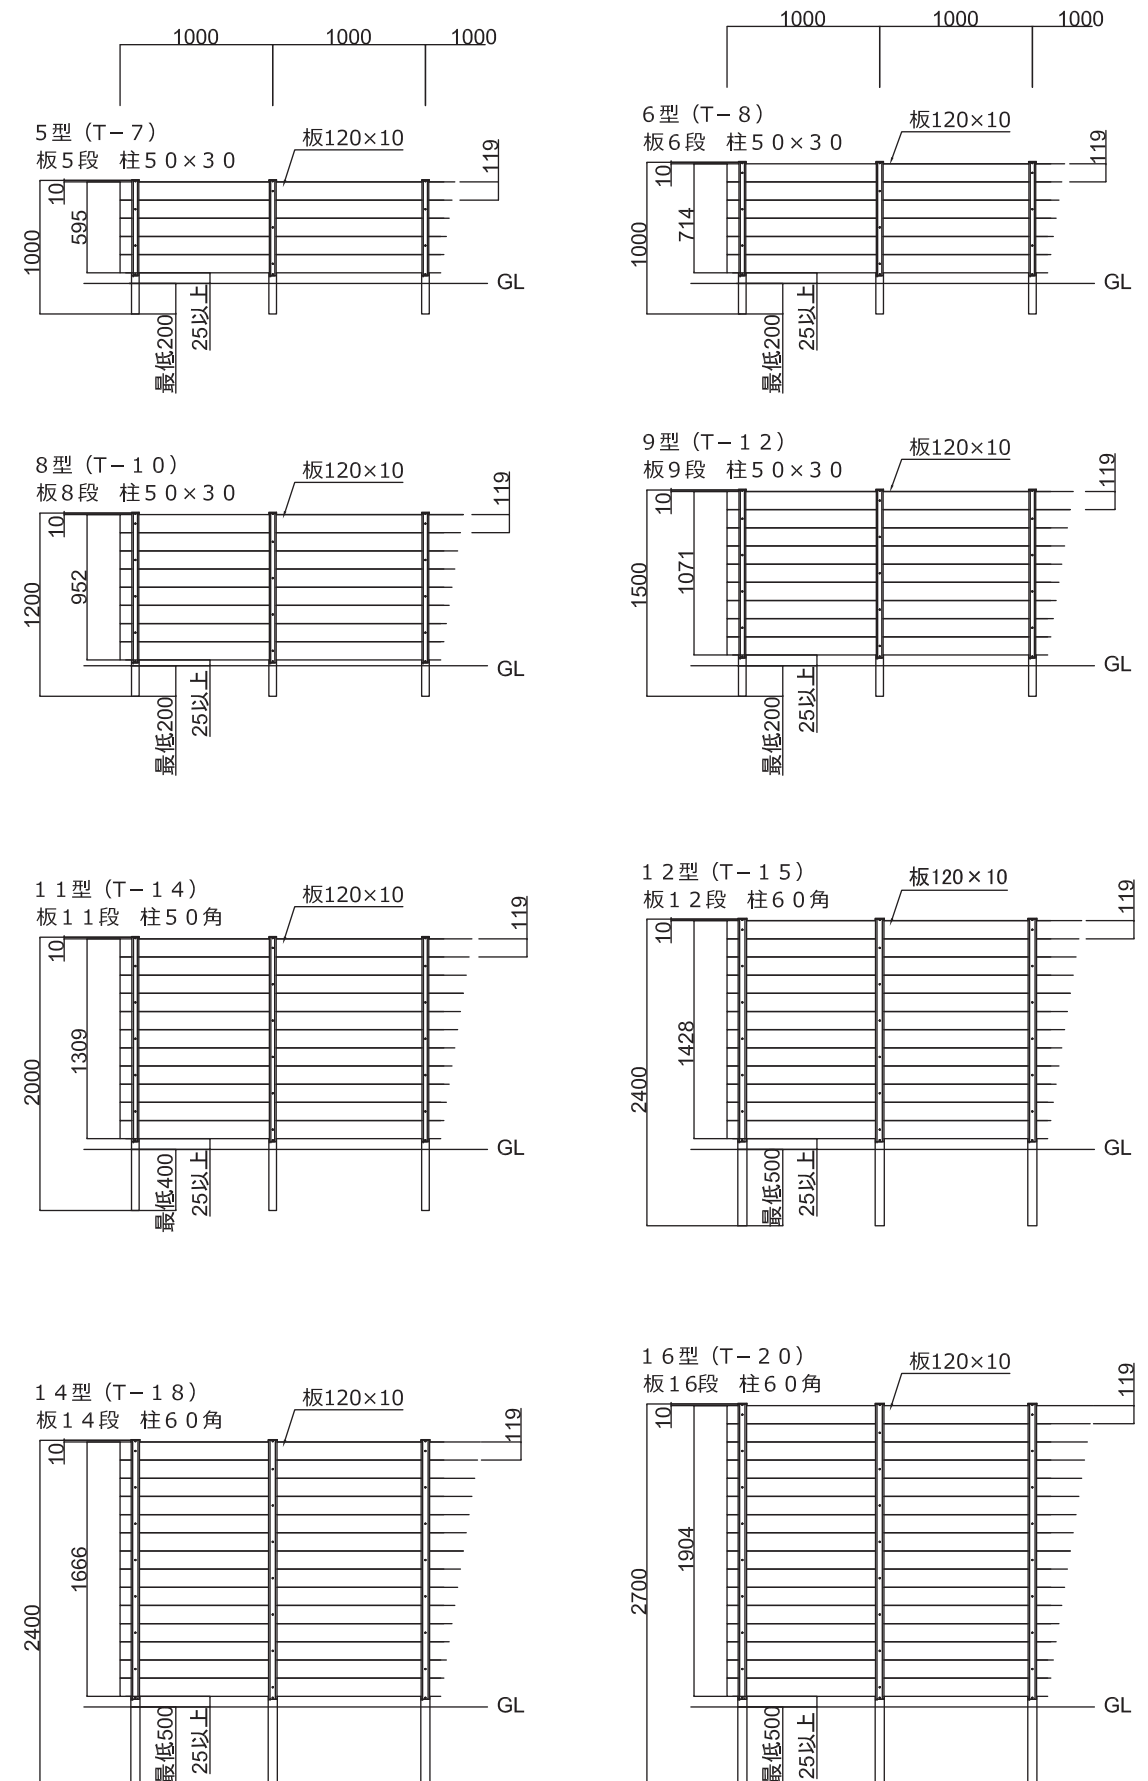 1000
1000
1000
5型（T－7）
板5段　柱50×30
板120×10
119
10
595
1000
GL
25以上
最低200
1000
1000
1000
6型（T－8）
板6段　柱50×30
板120×10
119
10
714
1000
GL
25以上
最低200
8型（T－10）
板8段　柱50×30
板120×10
119
10
952
1200
GL
25以上
最低200
9型（T－12）
板9段　柱50×30
板120×10
119
10
1071
1500
GL
25以上
最低200
11型（T－14）
板11段　柱50角
板120×10
119
10
1309
2000
GL
25以上
最低400
12型（T－15）
板12段　柱60角
板120×10
119
10
1428
2400
GL
25以上
最低500
14型（T－18）
板14段　柱60角
板120×10
119
10
1666
2400
GL
25以上
最低500
16型（T－20）
板16段　柱60角
板120×10
119
10
1904
2700
GL
25以上
最低500